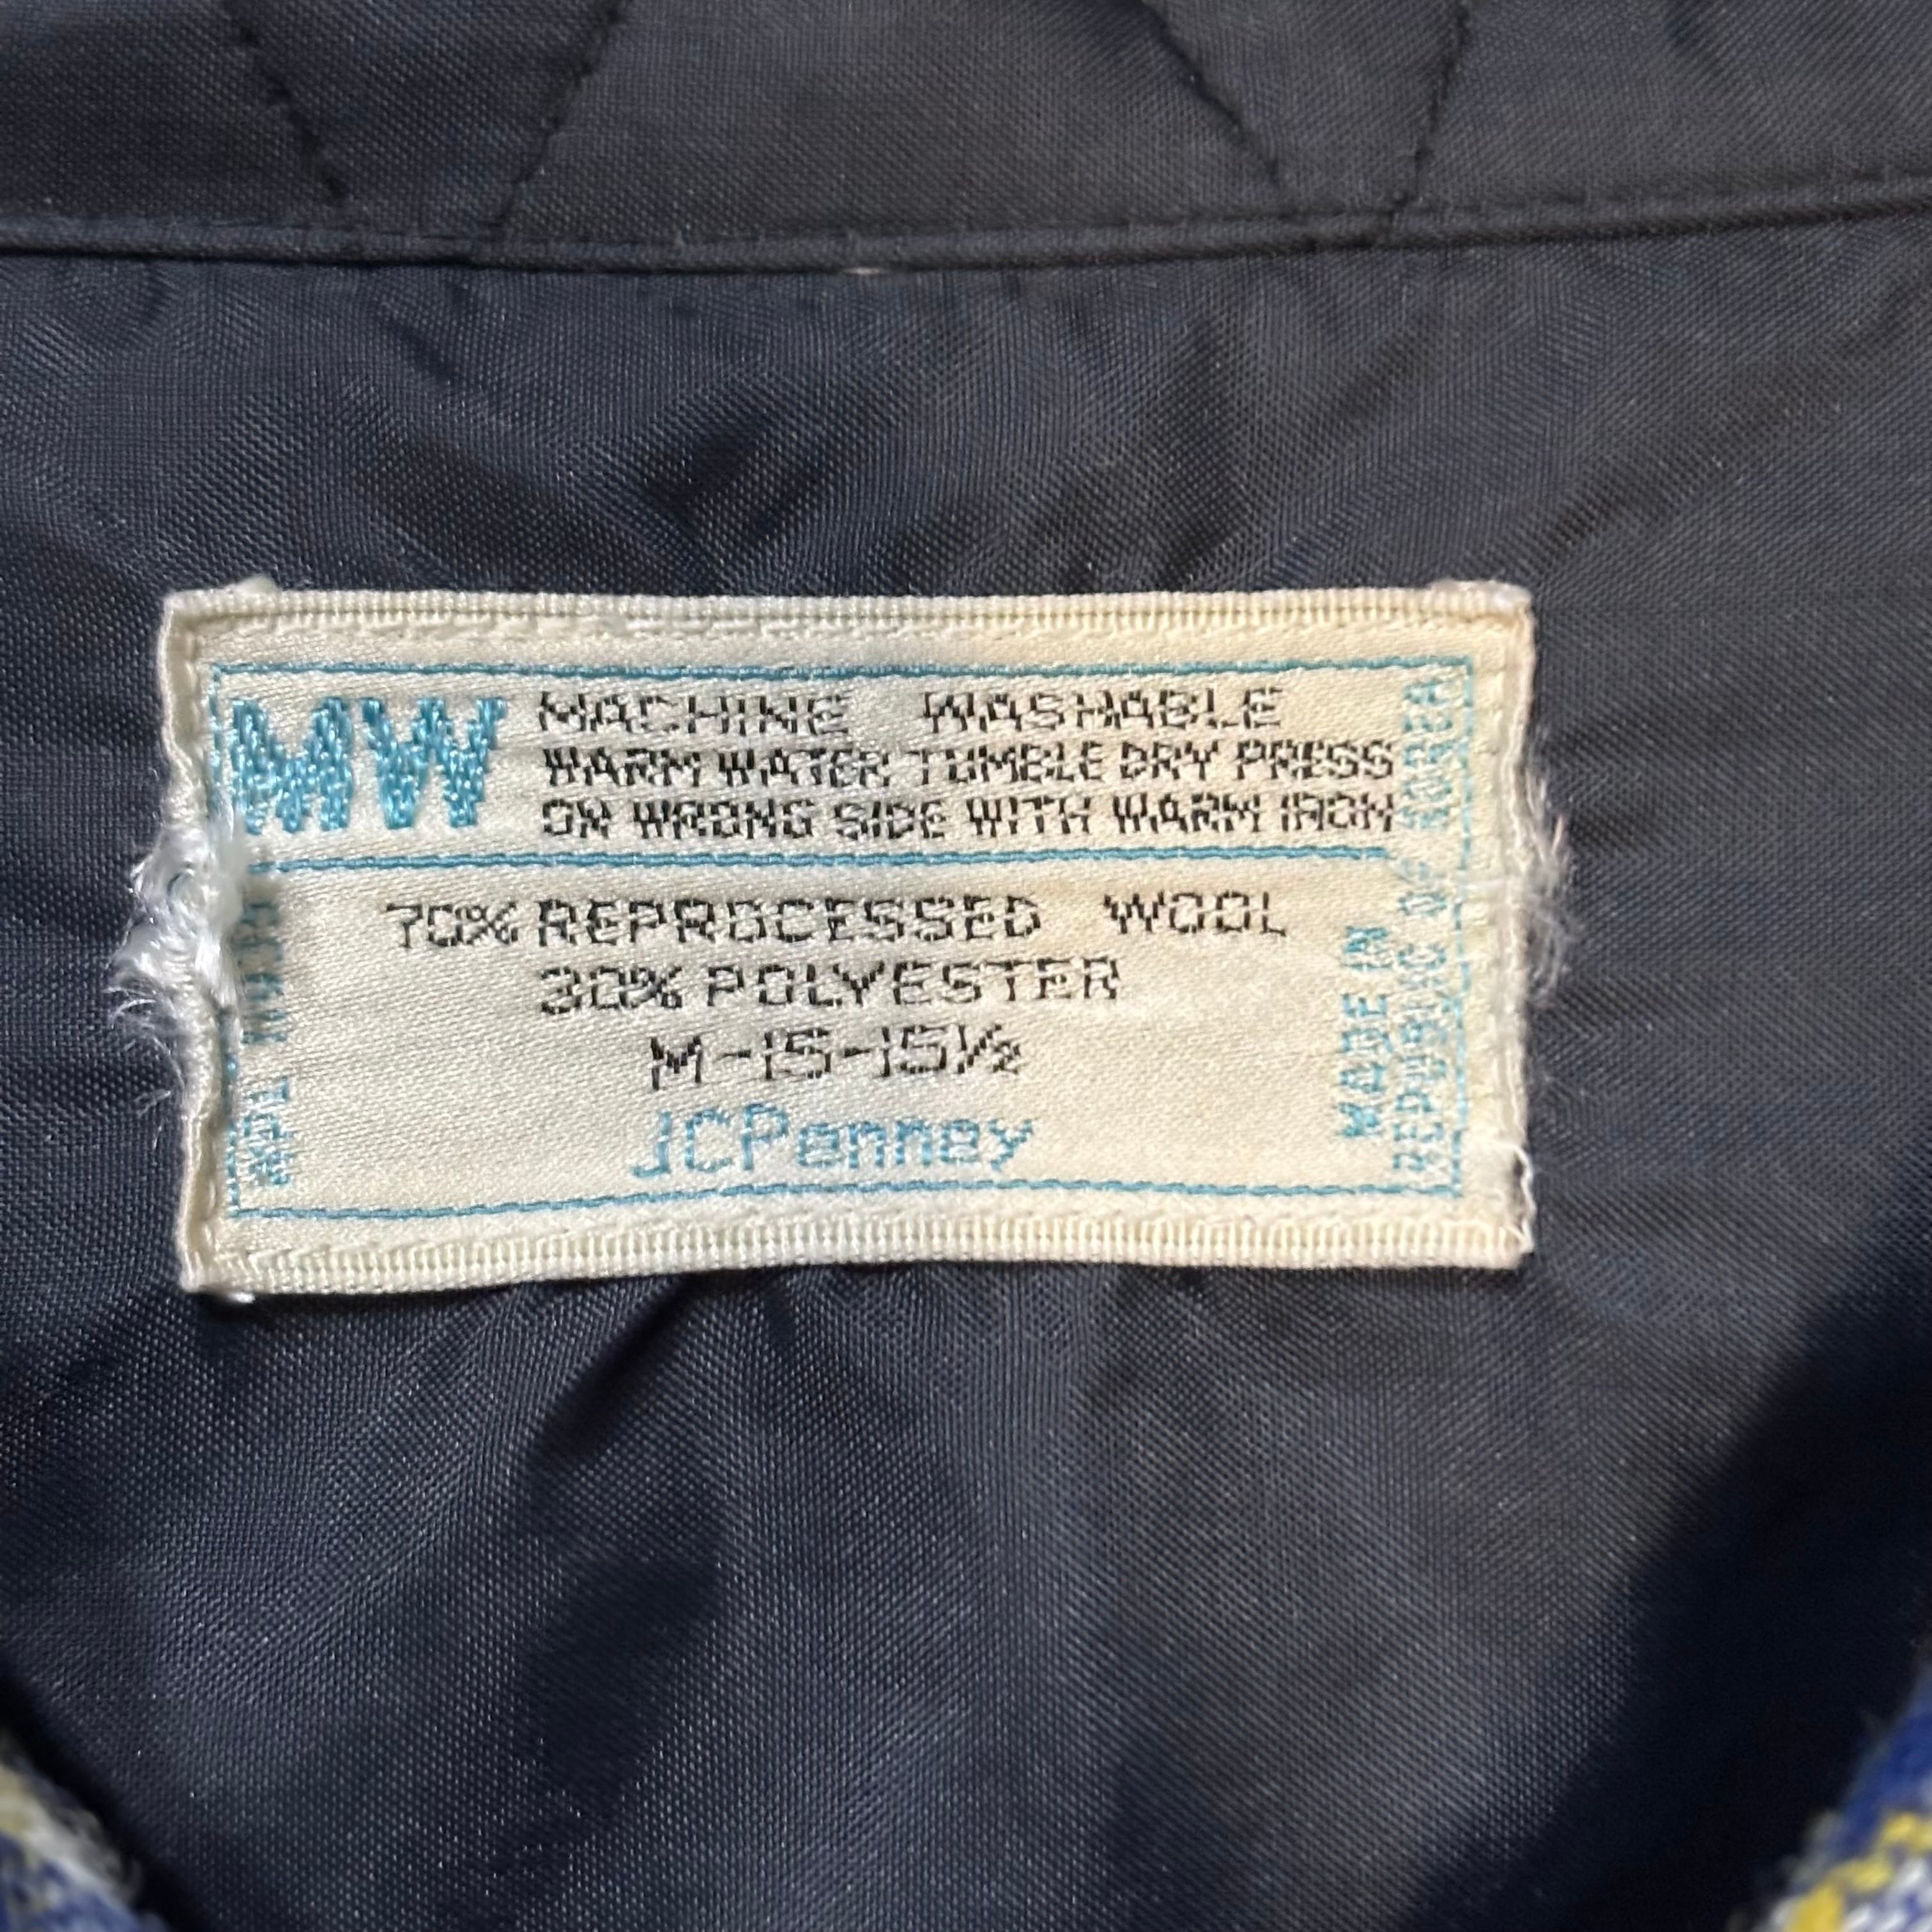 MW
MACHINE WASHABLE
WARM WATER TUMBLE DRY PRESS
ON WRONG SIDE WITH WARM IRON
70% REPROCESSED WOOL
30% POLYESTER
M-15-15½
JCPenney
MADE IN
REPUBLIC OF KOREA